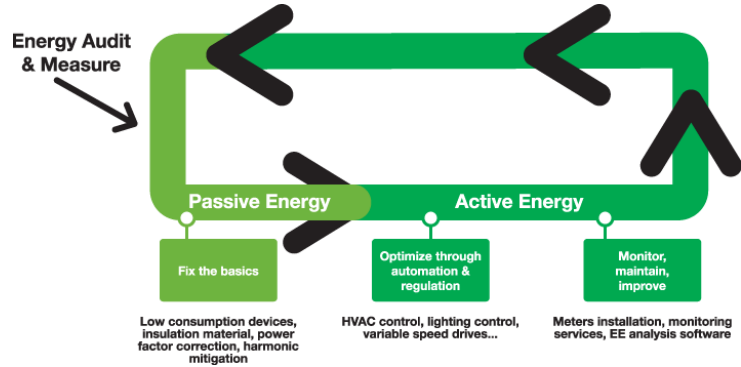 Energy Audit
& Measure
Passive Energy
Active Energy
Fix the basics
Optimize through
automation &
regulation
Monitor,
maintain,
improve
Low consumption devices,
insulation material, power
factor correction, harmonic
mitigation
HVAC control, lighting control,
variable speed drives...
Meters installation, monitoring
services, EE analysis software